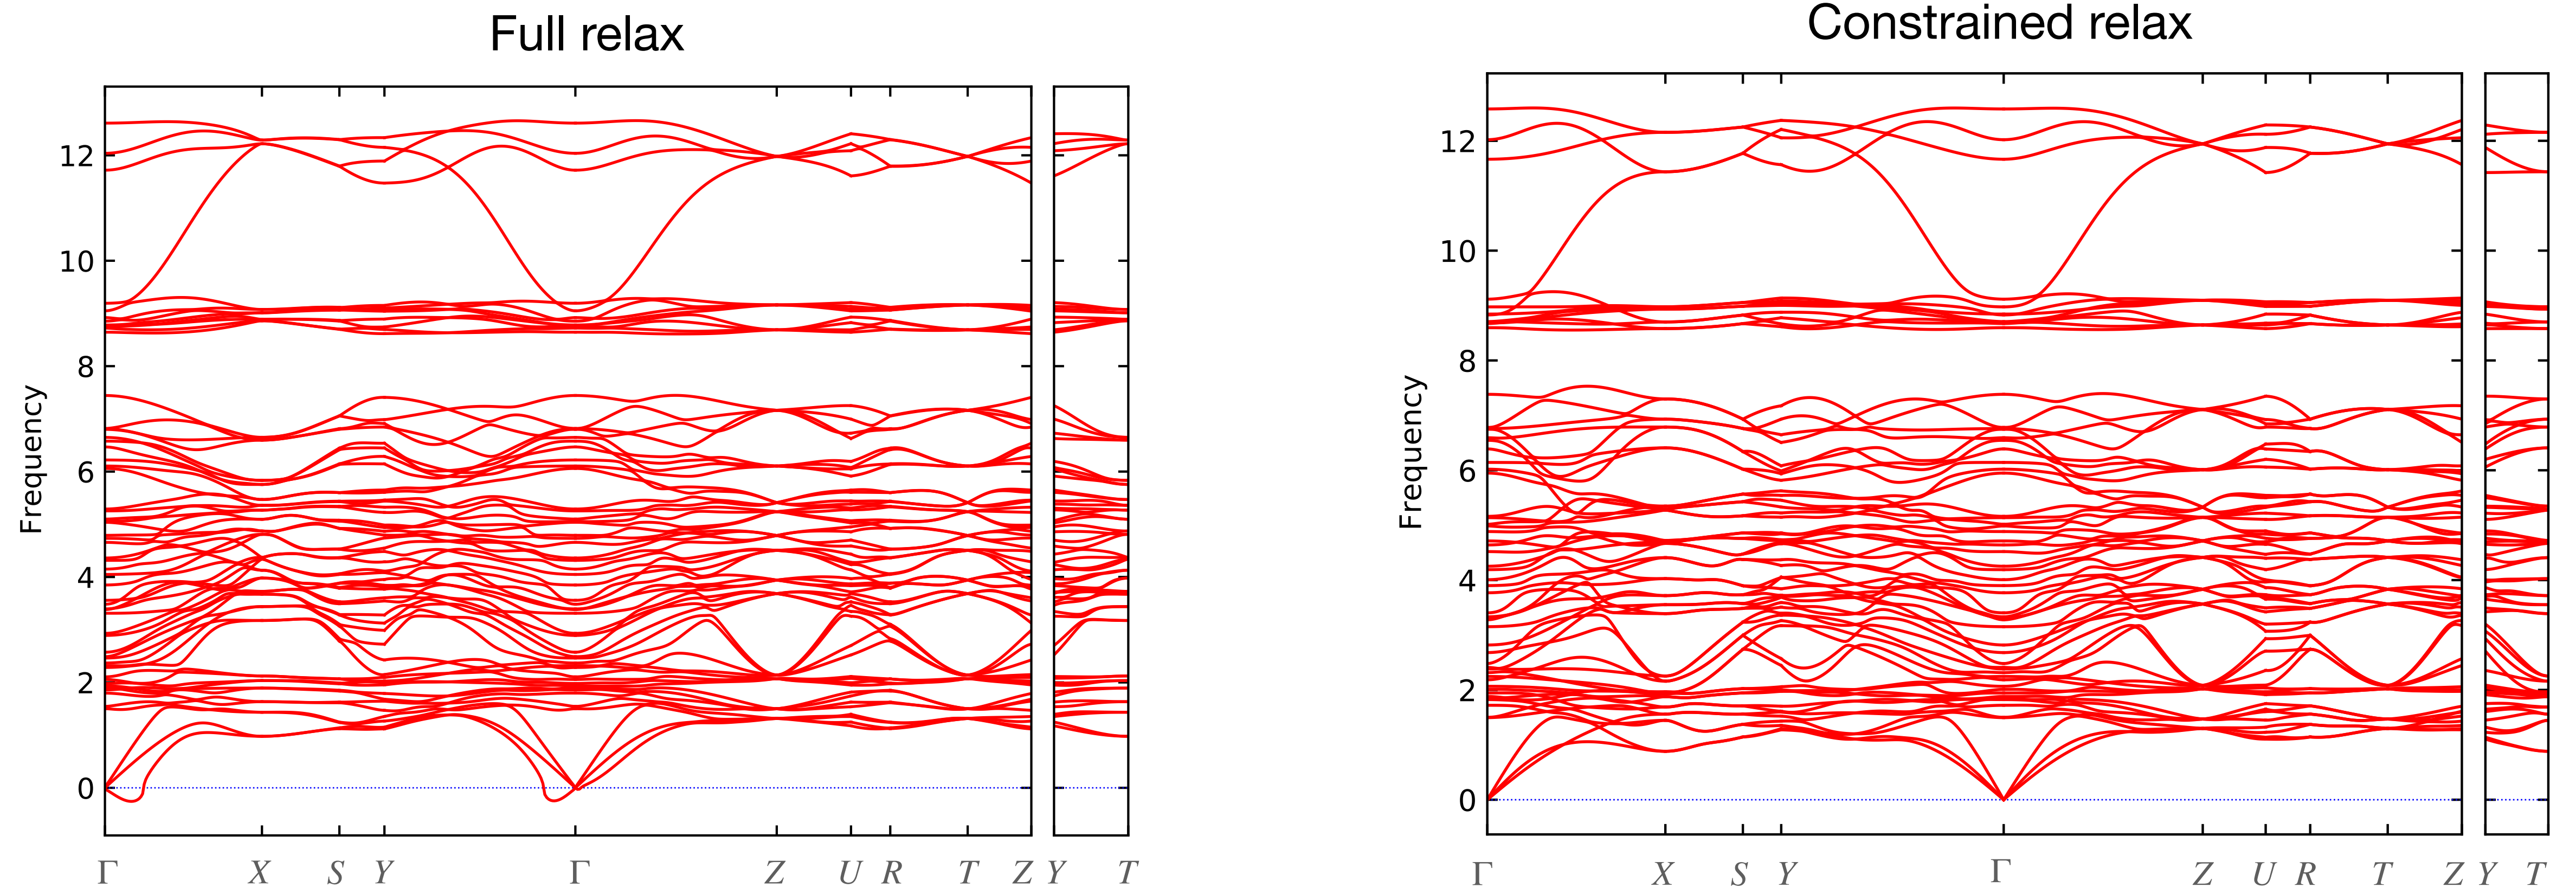 Full relax
Frequency
12
10
8
6
4
2
0
Γ X S Y Γ Z U R T Z Y T
Constrained relax
Frequency
12
10
8
6
4
2
0
Γ X S Y Γ Z U R T Z Y T